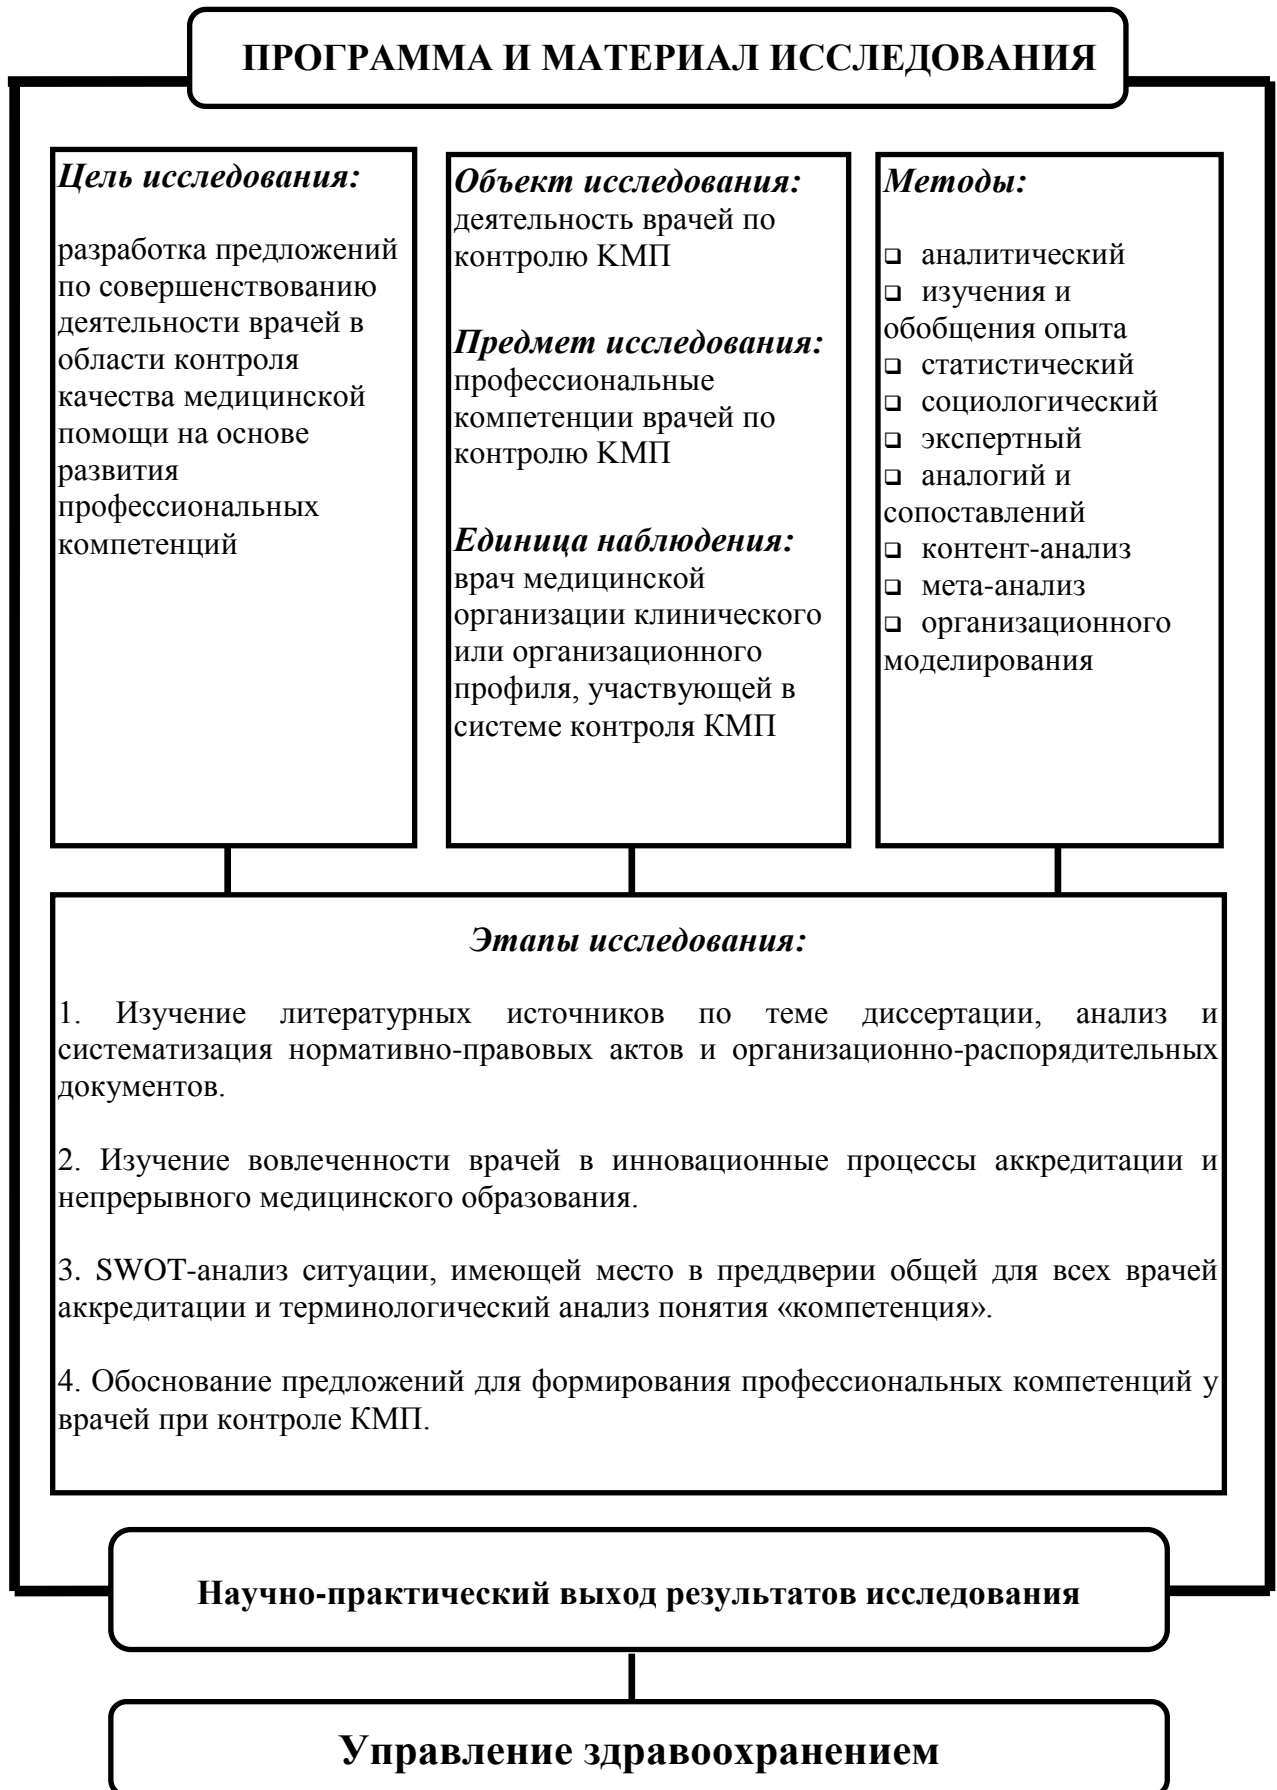 ПРОГРАММА И МАТЕРИАЛ ИССЛЕДОВАНИЯ
Цель исследования:
разработка предложений
по совершенствованию
деятельности врачей в
области контроля
качества медицинской
помощи на основе
развития
профессиональных
компетенций
Объект исследования:
деятельность врачей по
контролю КМП
Предмет исследования:
профессиональные
компетенции врачей по
контролю КМП
Единица наблюдения:
врач медицинской
организации клинического
или организационного
профиля, участвующей в
системе контроля КМП
Методы:
❑ аналитический
❑ изучения и
обобщения опыта
❑ статистический
❑ социологический
❑ экспертный
❑ аналогий и
сопоставлений
❑ контент-анализ
❑ мета-анализ
❑ организационного
моделирования
Этапы исследования:
1. Изучение литературных источников по теме диссертации, анализ и
систематизация нормативно-правовых актов и организационно-распорядительных
документов.
2. Изучение вовлеченности врачей в инновационные процессы аккредитации и
непрерывного медицинского образования.
3. SWOT-анализ ситуации, имеющей место в преддверии общей для всех врачей
аккредитации и терминологический анализ понятия «компетенция».
4. Обоснование предложений для формирования профессиональных компетенций у
врачей при контроле КМП.
Научно-практический выход результатов исследования
Управление здравоохранением